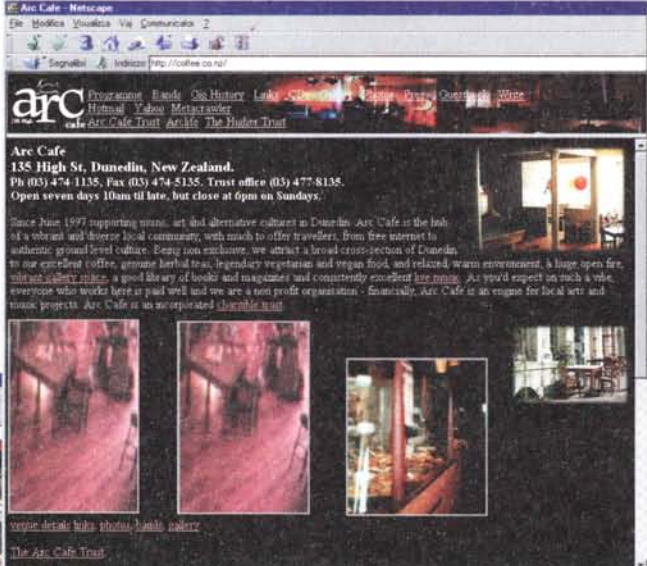 Arc Cafe - Netscape
File Modifica Visualizza Vai Communicator ?
Segnalibri Indirizzo http://coffee.co.nz/
arc
cafe
Programme Bands Gig History Links Photos Write
Hotmail Yahoo Metacrawler
Arc Cafe Trust Arclife The Husher Trust
Arc Cafe
135 High St, Dunedin, New Zealand.
Ph (03) 474-1135, Fax (03) 474-5135. Trust office (03) 477-8135.
Open seven days 10am til late, but close at 6pm on Sundays.
Since June 1997 supporting music, art and alternative cultures in Dunedin. Arc Cafe is the hub
of a vibrant and diverse local community, with much to offer travellers, from free internet to
authentic ground level culture. Being non exclusive, we attract a broad cross-section of Dunedin
to our excellent coffee, genuine herbal teas, legendary vegetarian and vegan food, and relaxed, warm environment, a huge open fire,
vibrant gallery space, a good library of books and magazines and consistently excellent live music. As you'd expect on such a vibe,
everyone who works here is paid well and we are a non profit organisation - financially, Arc Cafe is an engine for local arts and
music projects. Arc Cafe is an incorporated charitable trust.
venue details links, photos, bands, gallery
The Arc Cafe Trust